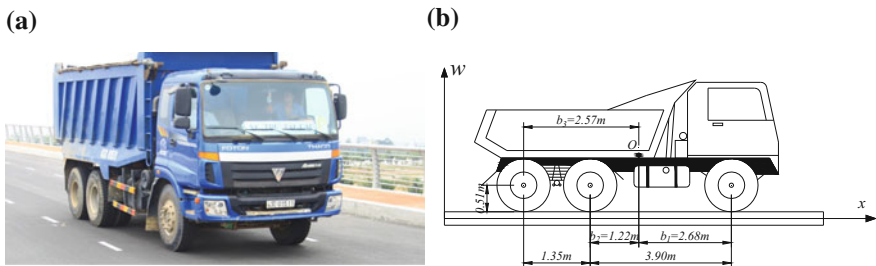 (a)
(b)
FOTON
w
b₃=2.57m
O
0.51m
x
b₂=1.22m
b₁=2.68m
1.35m
3.90m